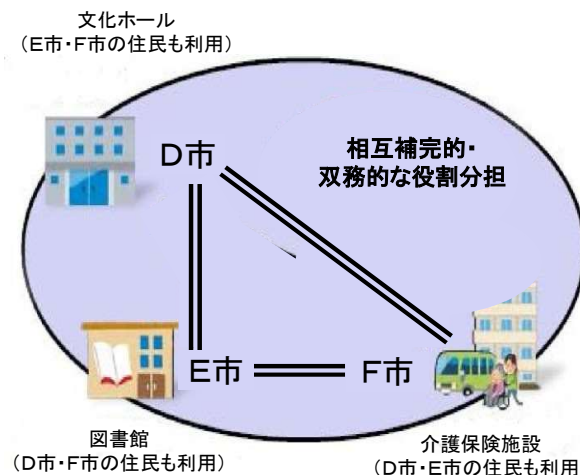 文化ホール
（E市・F市の住民も利用）
D市
相互補完的・
双務的な役割分担
E市
F市
図書館
（D市・F市の住民も利用）
介護保険施設
（D市・E市の住民も利用